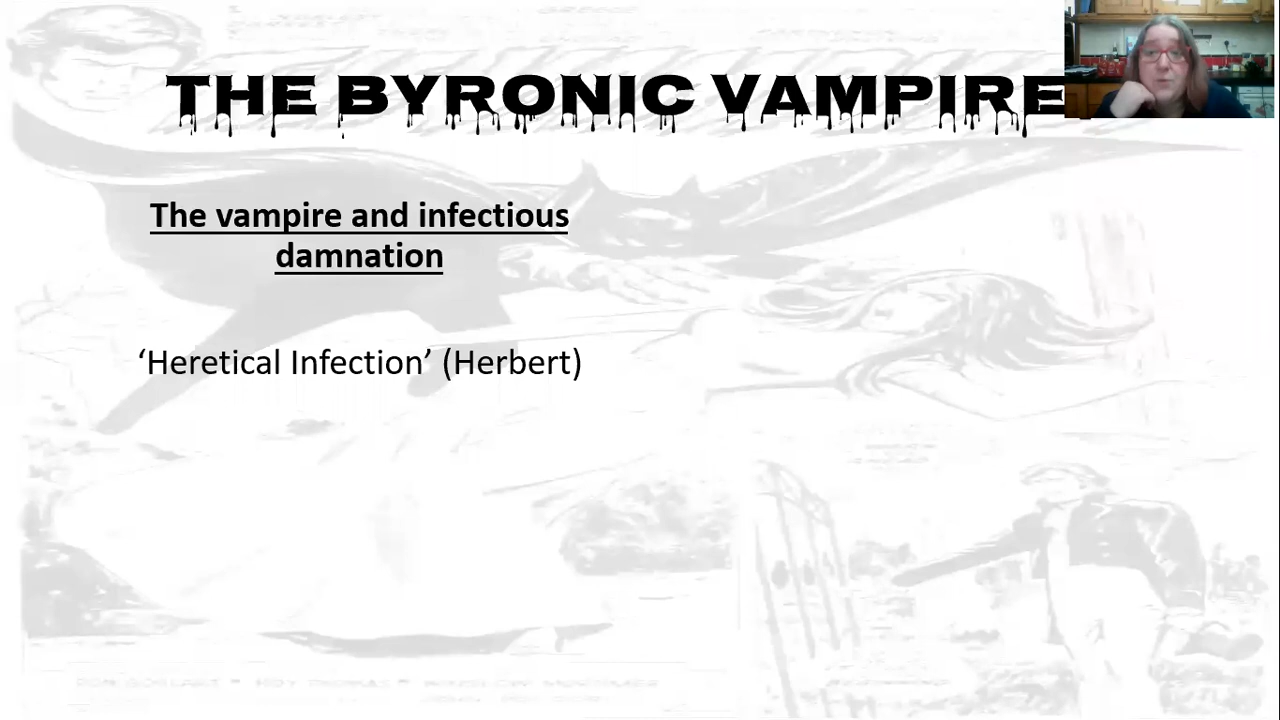 THE BYRONIC VAMPIRE
The vampire and infectious
damnation
‘Heretical Infection’ (Herbert)